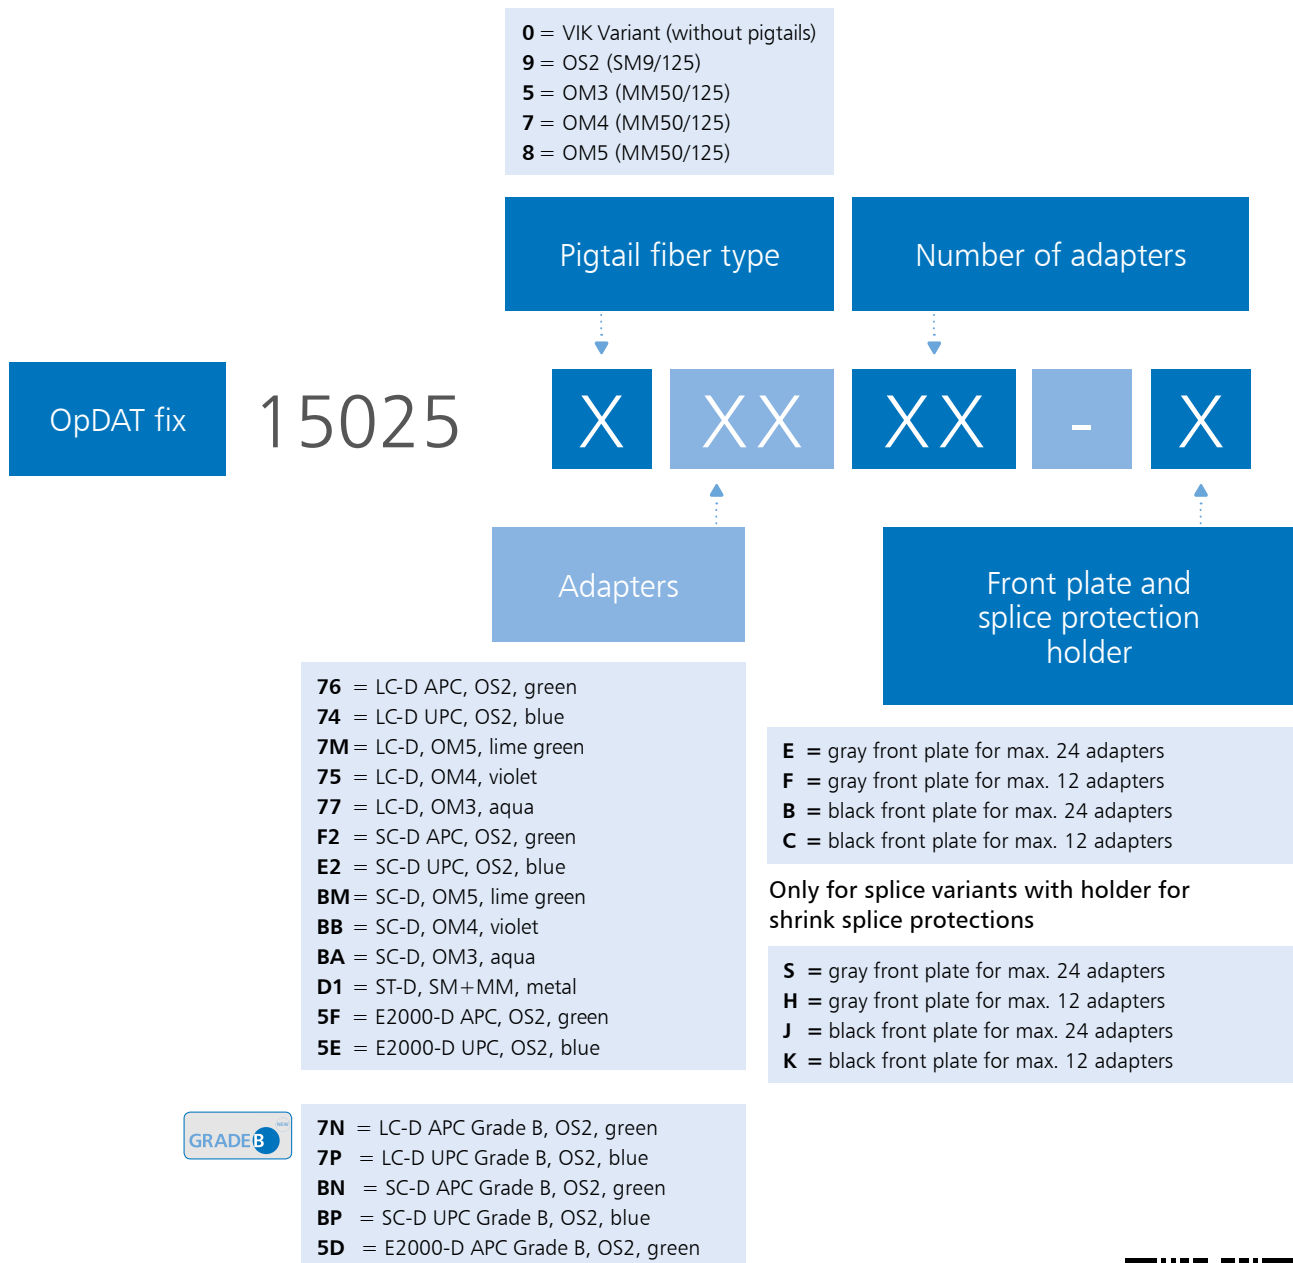 0 = VIK Variant (without pigtails)
9 = OS2 (SM9/125)
5 = OM3 (MM50/125)
7 = OM4 (MM50/125)
8 = OM5 (MM50/125)
Pigtail fiber type
Number of adapters
OpDAT fix
15025
X XX XX - X
Adapters
Front plate and
splice protection
holder
76 = LC-D APC, OS2, green
74 = LC-D UPC, OS2, blue
7M = LC-D, OM5, lime green
75 = LC-D, OM4, violet
77 = LC-D, OM3, aqua
F2 = SC-D APC, OS2, green
E2 = SC-D UPC, OS2, blue
BM = SC-D, OM5, lime green
BB = SC-D, OM4, violet
BA = SC-D, OM3, aqua
D1 = ST-D, SM+MM, metal
5F = E2000-D APC, OS2, green
5E = E2000-D UPC, OS2, blue
E = gray front plate for max. 24 adapters
F = gray front plate for max. 12 adapters
B = black front plate for max. 24 adapters
C = black front plate for max. 12 adapters
Only for splice variants with holder for
shrink splice protections
S = gray front plate for max. 24 adapters
H = gray front plate for max. 12 adapters
J = black front plate for max. 24 adapters
K = black front plate for max. 12 adapters
NEW
GRADE B
7N = LC-D APC Grade B, OS2, green
7P = LC-D UPC Grade B, OS2, blue
BN = SC-D APC Grade B, OS2, green
BP = SC-D UPC Grade B, OS2, blue
5D = E2000-D APC Grade B, OS2, green